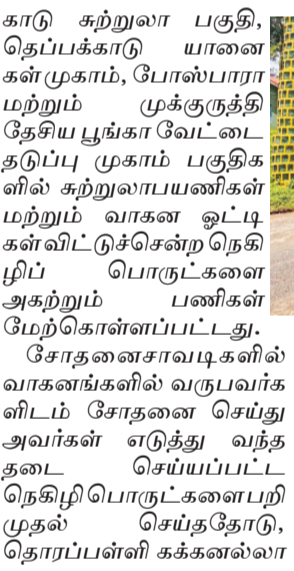 காடு சுற்றுலா பகுதி,
தெப்பக்காடு யானை
கள் முகாம், போஸ்பாரா
மற்றும் முக்குருத்தி
தேசிய பூங்கா வேட்டை
தடுப்பு முகாம் பகுதிக
ளில் சுற்றுலாபயணிகள்
மற்றும் வாகன ஓட்டி
கள் விட்டுச்சென்ற நெகி
ழிப் பொருட்களை
அகற்றும் பணிகள்
மேற்கொள்ளப்பட்டது.
சோதனைசாவடிகளில்
வாகனங்களில் வருபவர்க
ளிடம் சோதனை செய்து
அவர்கள் எடுத்து வந்த
தடை செய்யப்பட்ட
நெகிழி பொருட்களைபறி
முதல் செய்ததோடு,
தொரப்பள்ளி கக்கனல்லா